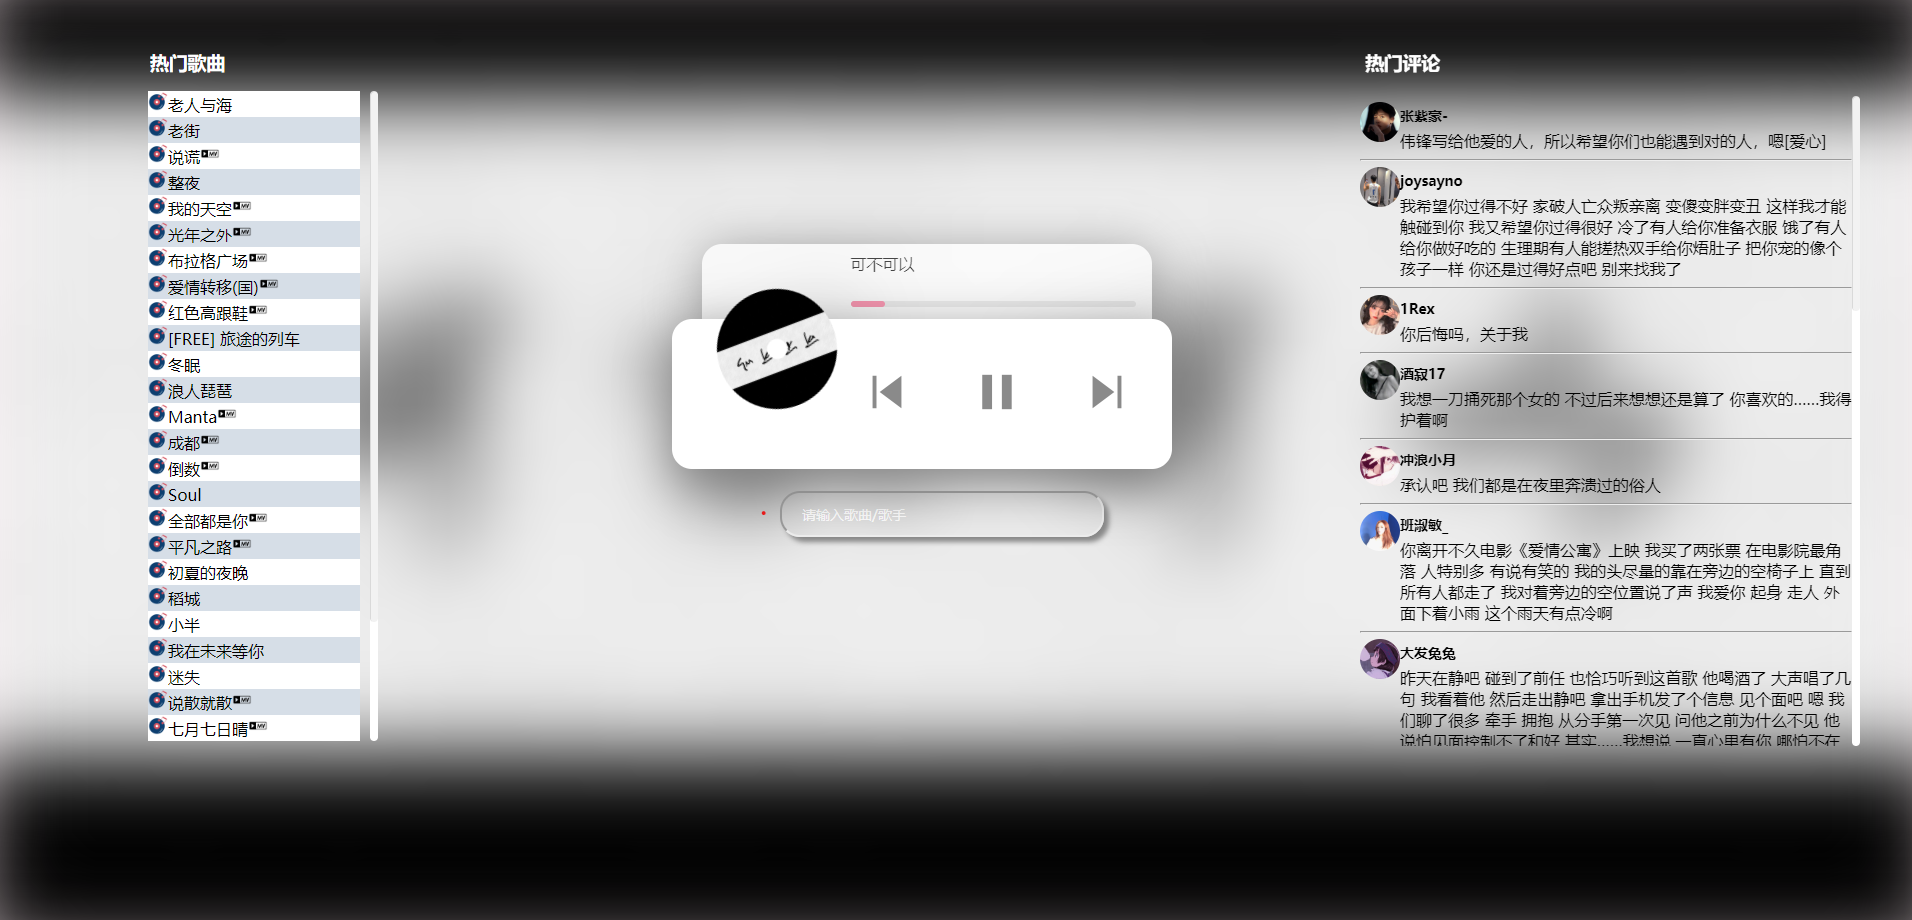 热门歌曲
老人与海
老街
说谎
整夜
我的天空
光年之外
布拉格广场
爱情转移(国)
红色高跟鞋
[FREE] 旅途的列车
冬眠
浪人琵琶
Manta
成都
倒数
Soul
全部都是你
平凡之路
初夏的夜晚
稻城
小半
我在未来等你
迷失
说散就散
七月七日晴
可不可以
请输入歌曲/歌手
热门评论
张紫豪-
伟锋写给他爱的人，所以希望你们也能遇到对的人，嗯[爱心]
joysayno
我希望你过得不好 家破人亡众叛亲离 变傻变胖变丑 这样我才能
触碰到你 我又希望你过得很好 冷了有人给你准备衣服 饿了有人
给你做好吃的 生理期有人能搓热双手给你焐肚子 把你宠的像个
孩子一样 你还是过得好点吧 别来找我了
1Rex
你后悔吗，关于我
酒寂17
我想一刀捅死那个女的 不过后来想想还是算了 你喜欢的......我得
护着啊
冲浪小月
承认吧 我们都是在夜里奔溃过的俗人
班淑敏_
你离开不久电影《爱情公寓》上映 我买了两张票 在电影院最角
落 人特别多 有说有笑的 我的头尽量的靠在旁边的空椅子上 直到
所有人都走了 我对着旁边的空位置说了声 我爱你 起身 走人 外
面下着小雨 这个雨天有点冷啊
大发兔兔
昨天在静吧 碰到了前任 也恰巧听到这首歌 他喝酒了 大声唱了几
句 我看着他 然后走出静吧 拿出手机发了个信息 见个面吧 嗯 我
们聊了很多 牵手 拥抱 从分手第一次见 问他之前为什么不见 他
说怕见面控制不了和好 其实......我想说 一直心里有你 哪怕不在